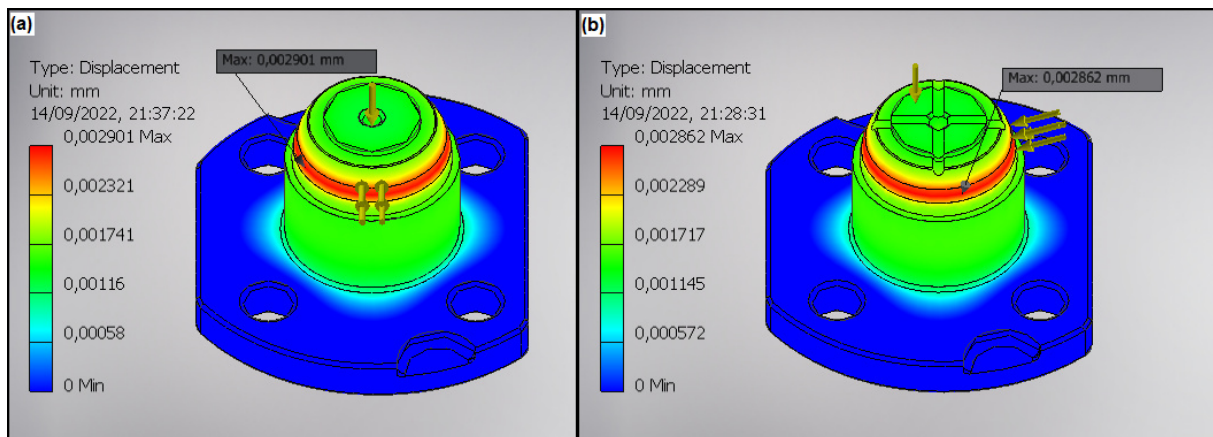 (a)
Max: 0,002901 mm
Type: Displacement
Unit: mm
14/09/2022, 21:37:22
0,002901 Max
0,002321
0,001741
0,00116
0,00058
0 Min
(b)
Max: 0,002862 mm
Type: Displacement
Unit: mm
14/09/2022, 21:28:31
0,002862 Max
0,002289
0,001717
0,001145
0,000572
0 Min